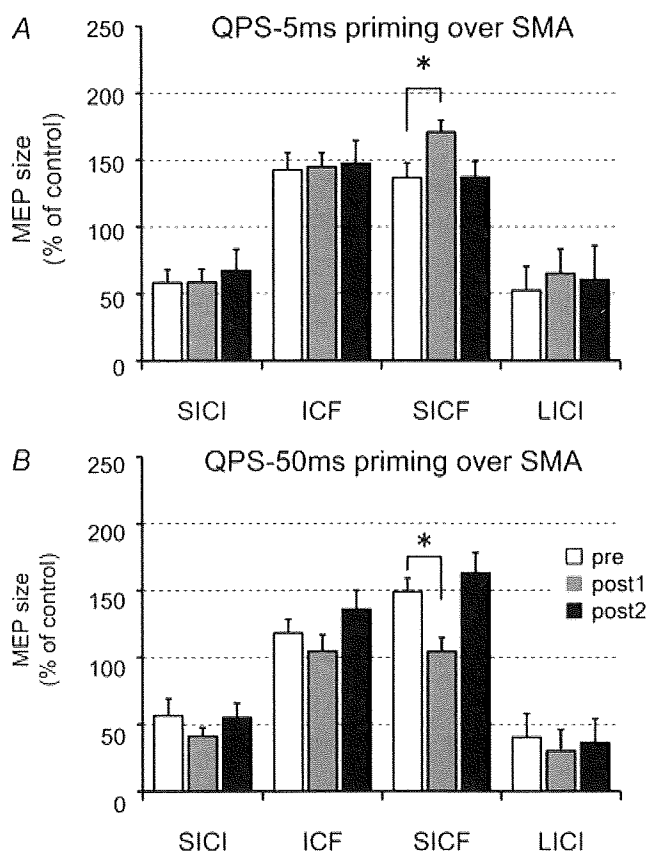 A QPS-5ms priming over SMA
250
200
150
100
50
0
MEP size
(% of control)
*
SICI ICF SICF LICI
B QPS-50ms priming over SMA
250
200
150
100
50
0
MEP size
(% of control)
*
pre
post1
post2
SICI ICF SICF LICI